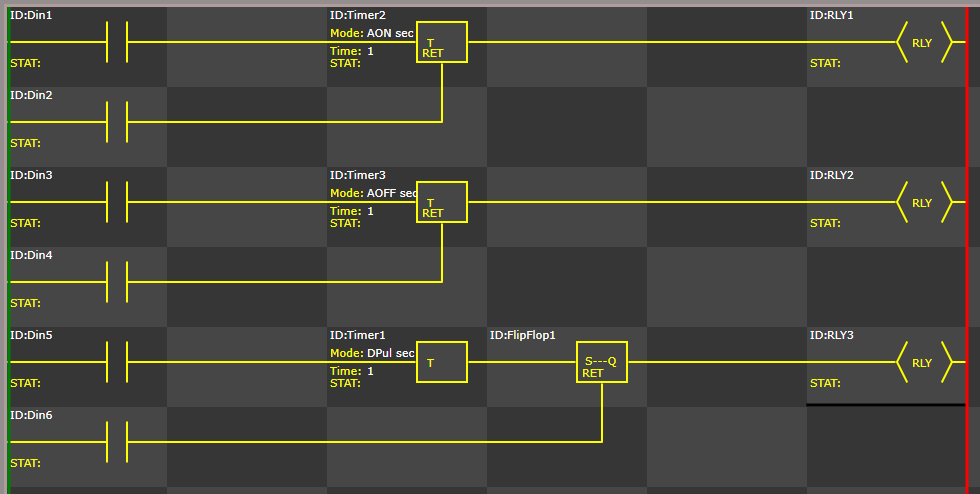 ID:Din1 ID:Timer2 ID:RLY1
Mode: AON sec
T RLY
Time: 1 RET
STAT: STAT: STAT:
ID:Din2
STAT:
ID:Din3 ID:Timer3 ID:RLY2
Mode: AOFF sec
T RLY
Time: 1 RET
STAT: STAT: STAT:
ID:Din4
STAT:
ID:Din5 ID:Timer1 ID:FlipFlop1 ID:RLY3
Mode: DPul sec
T S---Q RLY
Time: 1 RET
STAT: STAT: STAT:
ID:Din6
STAT: